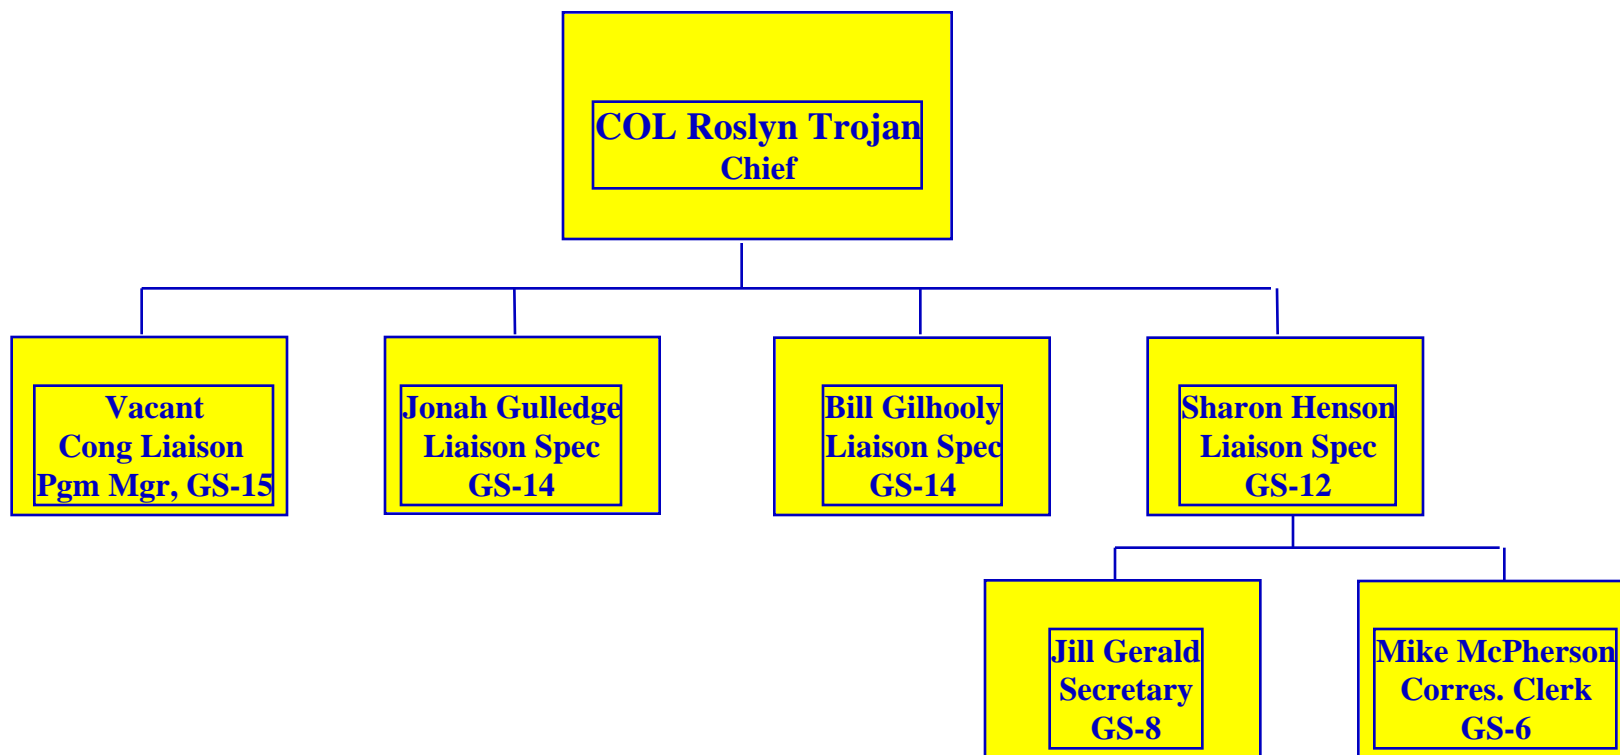 COL Roslyn Trojan
Chief
Vacant
Cong Liaison
Pgm Mgr, GS-15
Jonah Gulledge
Liaison Spec
GS-14
Bill Gilhooly
Liaison Spec
GS-14
Sharon Henson
Liaison Spec
GS-12
Jill Gerald
Secretary
GS-8
Mike McPherson
Corres. Clerk
GS-6